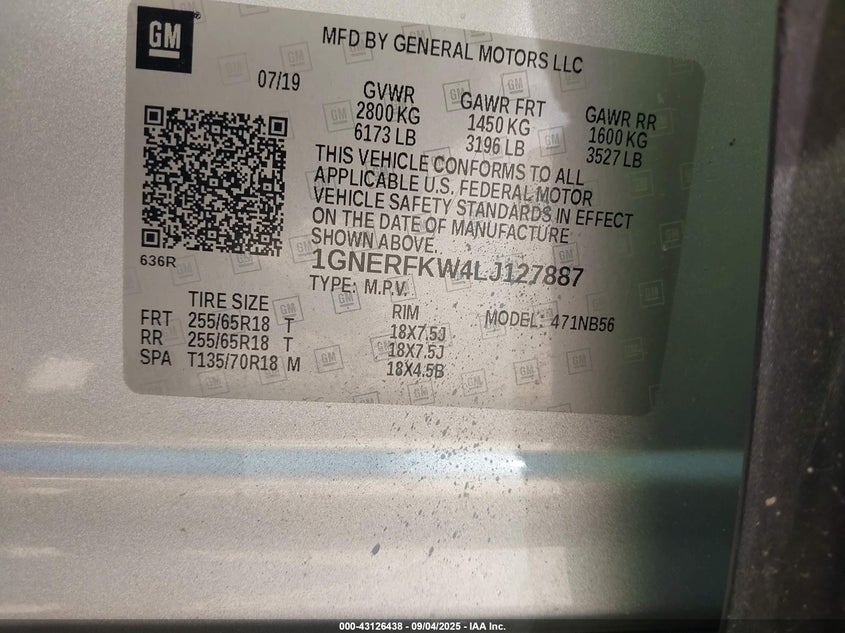 GM
MFD BY GENERAL MOTORS LLC
07/19
GVWR GAWR FRT GAWR RR
2800 KG 1450 KG 1600 KG
6173 LB 3196 LB 3527 LB
THIS VEHICLE CONFORMS TO ALL
APPLICABLE U.S. FEDERAL MOTOR
VEHICLE SAFETY STANDARDS IN EFFECT
ON THE DATE OF MANUFACTURE
SHOWN ABOVE.
636R
1GNERFKW4LJ127887
TYPE: M.P.V.
TIRE SIZE RIM MODEL: 471NB56
FRT 255/65R18 T 18X7.5J
RR 255/65R18 T 18X7.5J
SPA T135/70R18 M 18X4.5B
000-43126438 - 09/04/2025 - IAA Inc.